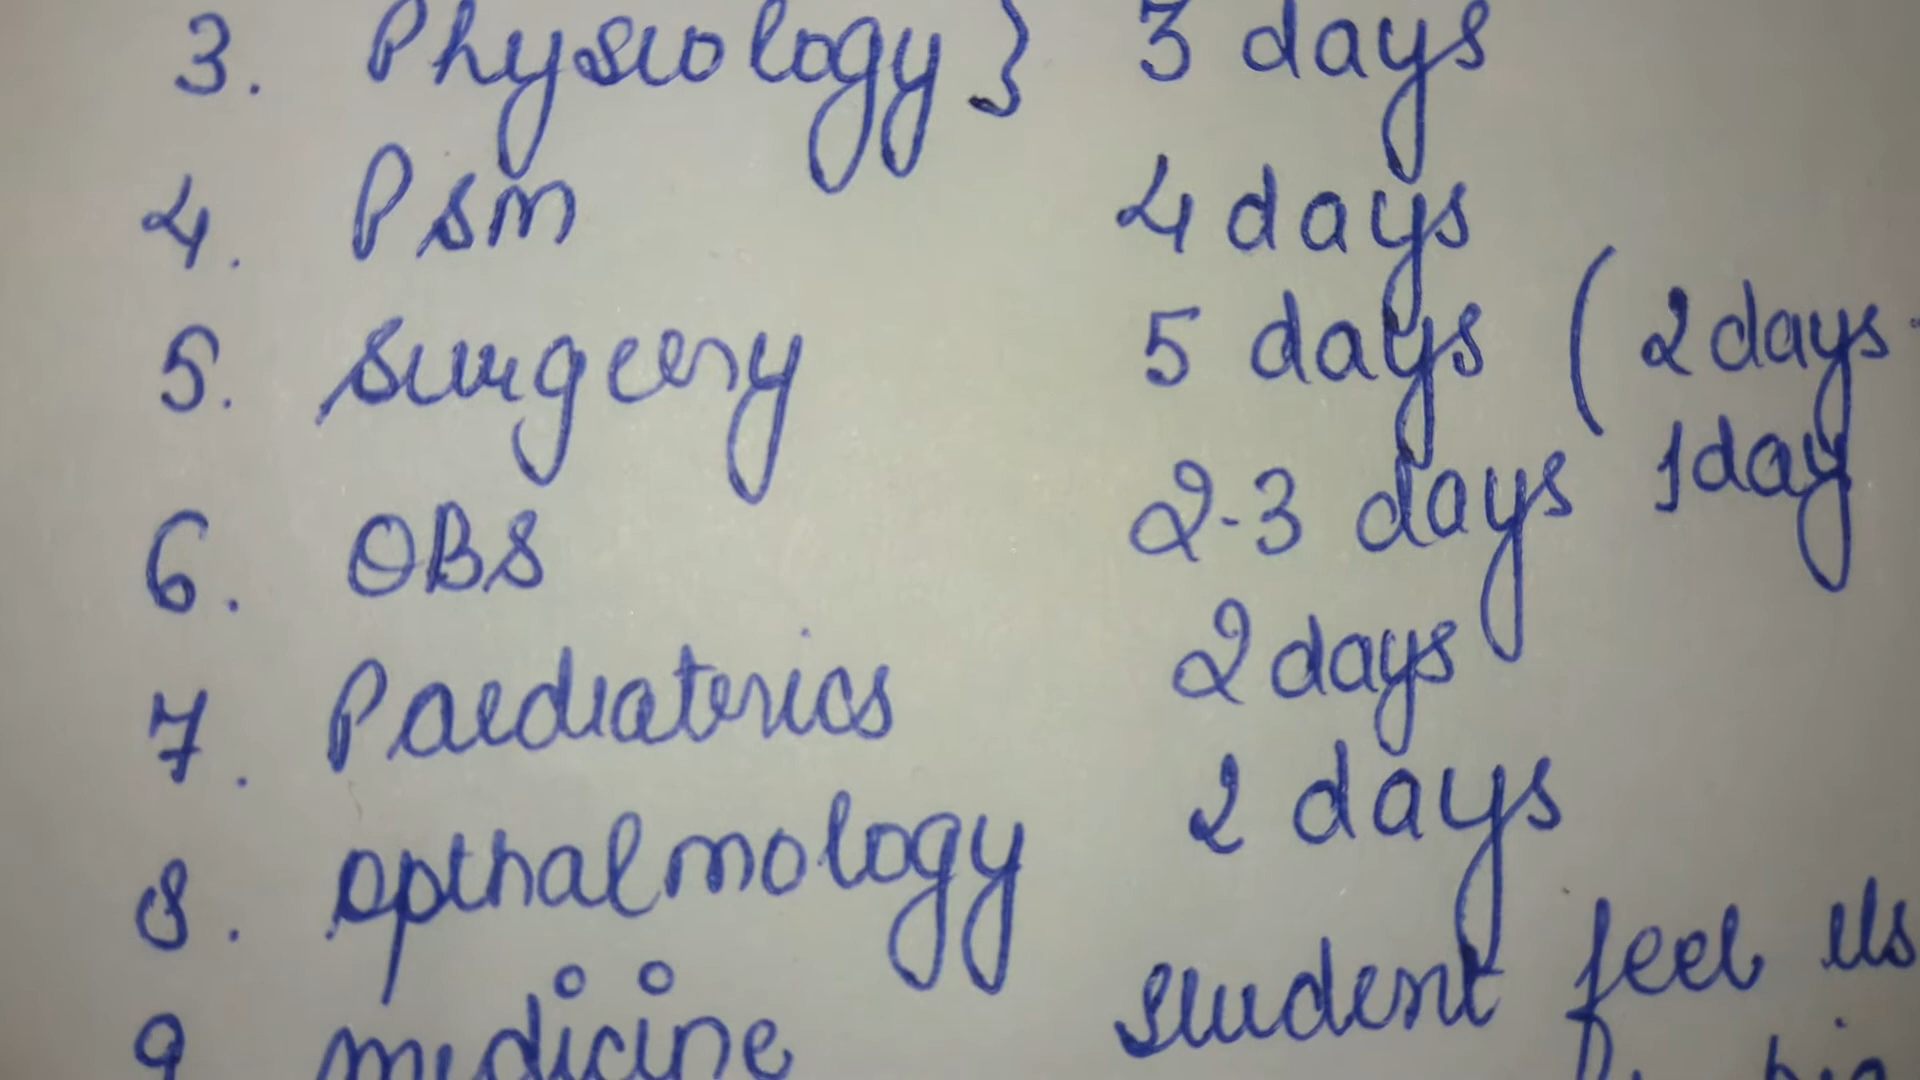 3. Physiology } 3 days
4. PSM 4 days
5. Surgery 5 days ( 2 days
6. OBS 2-3 days 1 day
7. Paediatrics 2 days
8. opthalmology 2 days
9 medicine student feel its